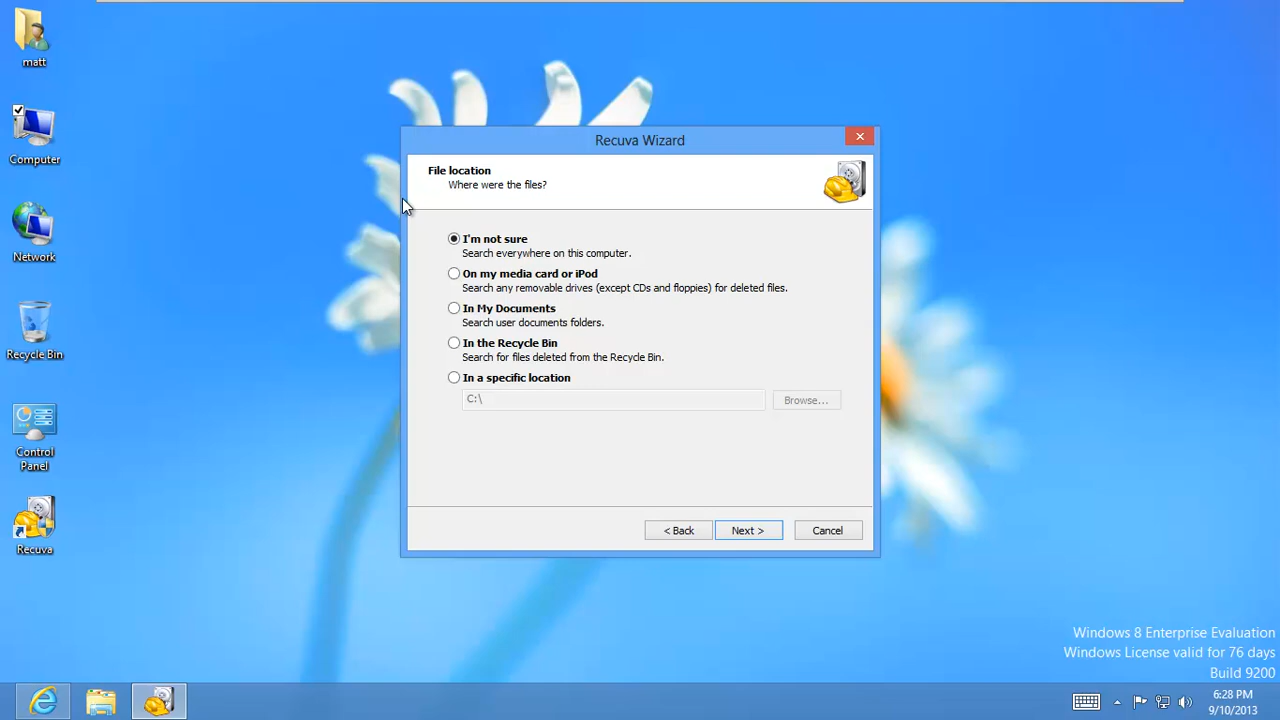 matt
Computer
Network
Recycle Bin
Control
Panel
Recuva
Recuva Wizard
File location
Where were the files?
I'm not sure
Search everywhere on this computer.
On my media card or iPod
Search any removable drives (except CDs and floppies) for deleted files.
In My Documents
Search user documents folders.
In the Recycle Bin
Search for files deleted from the Recycle Bin.
In a specific location
C:\
Browse...
< Back
Next >
Cancel
Windows 8 Enterprise Evaluation
Windows License valid for 76 days
Build 9200
6:28 PM
9/10/2013